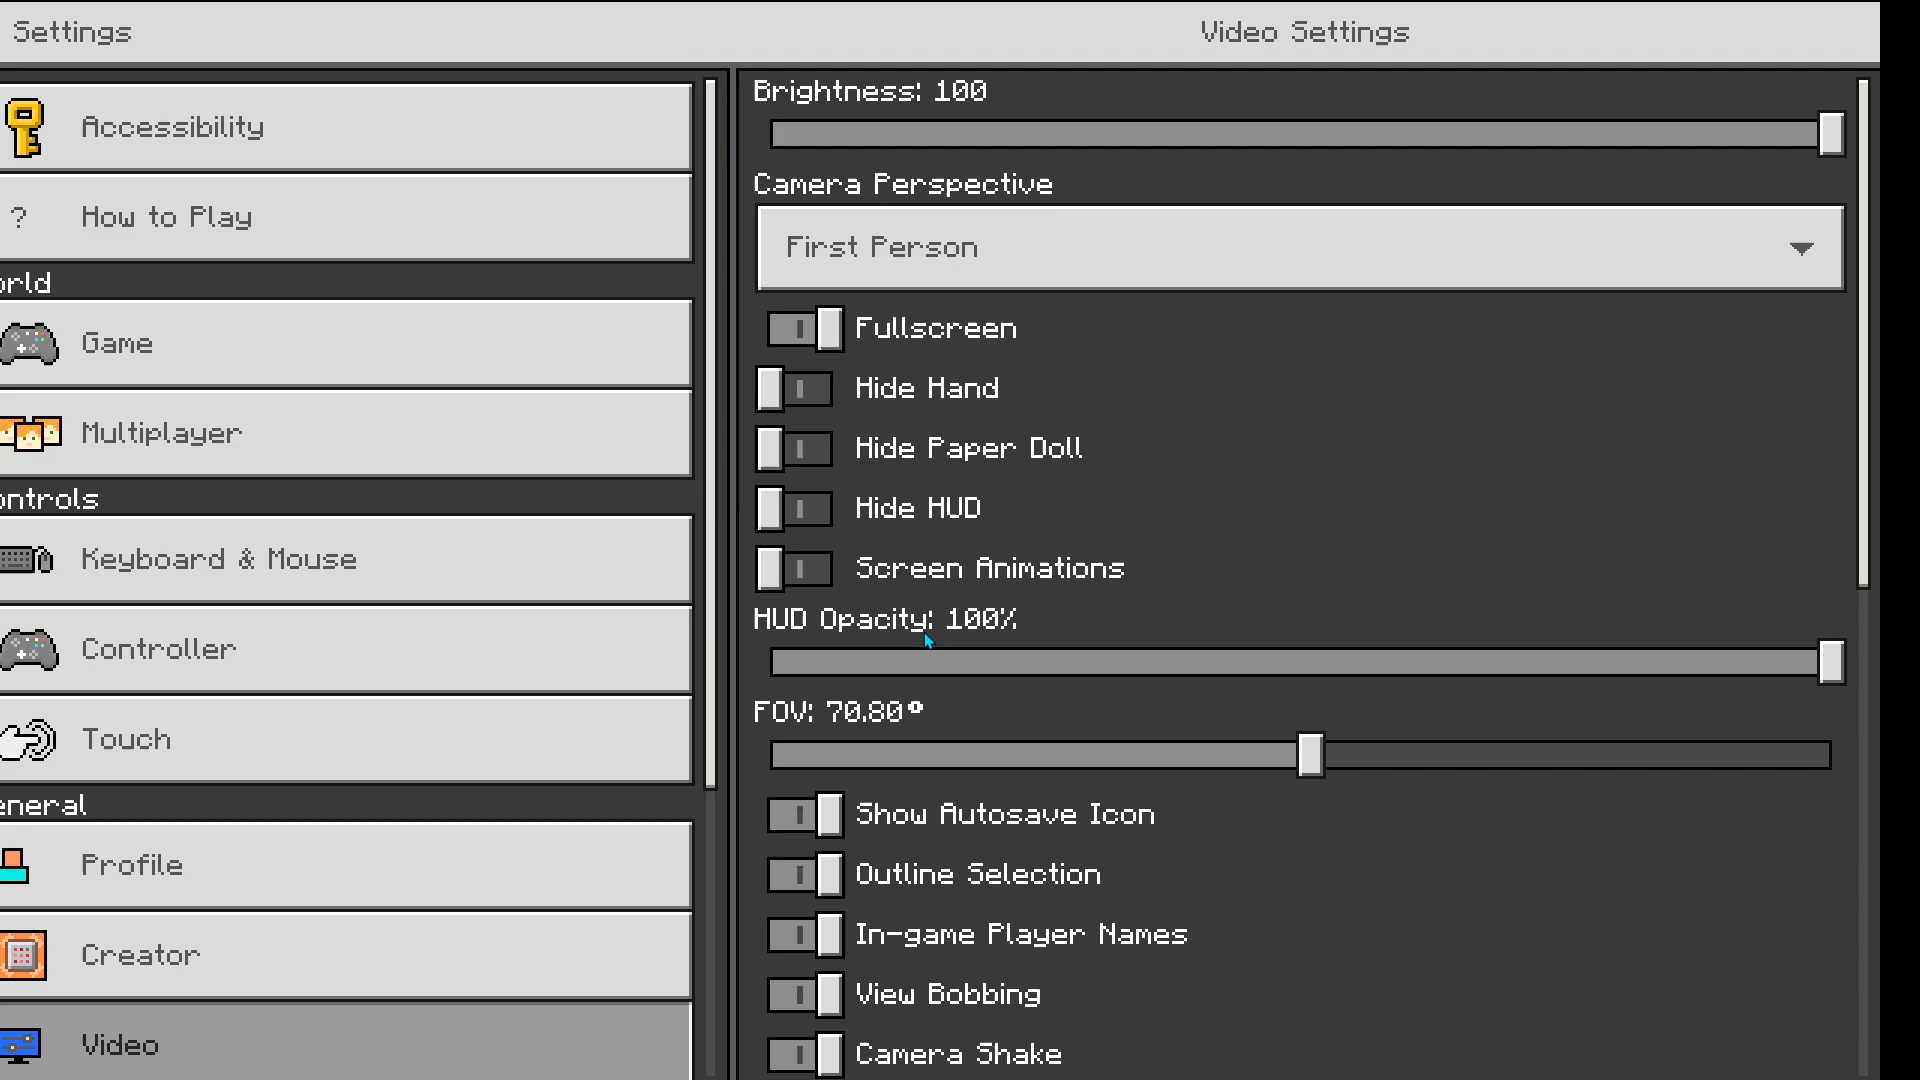 Settings
Video Settings
Accessibility
? How to Play
orld
Game
Multiplayer
ontrols
Keyboard & Mouse
Controller
Touch
eneral
Profile
Creator
Video
Brightness: 100
Camera Perspective
First Person
Fullscreen
Hide Hand
Hide Paper Doll
Hide HUD
Screen Animations
HUD Opacity: 100%
FOV: 70.80°
Show Autosave Icon
Outline Selection
In-game Player Names
View Bobbing
Camera Shake